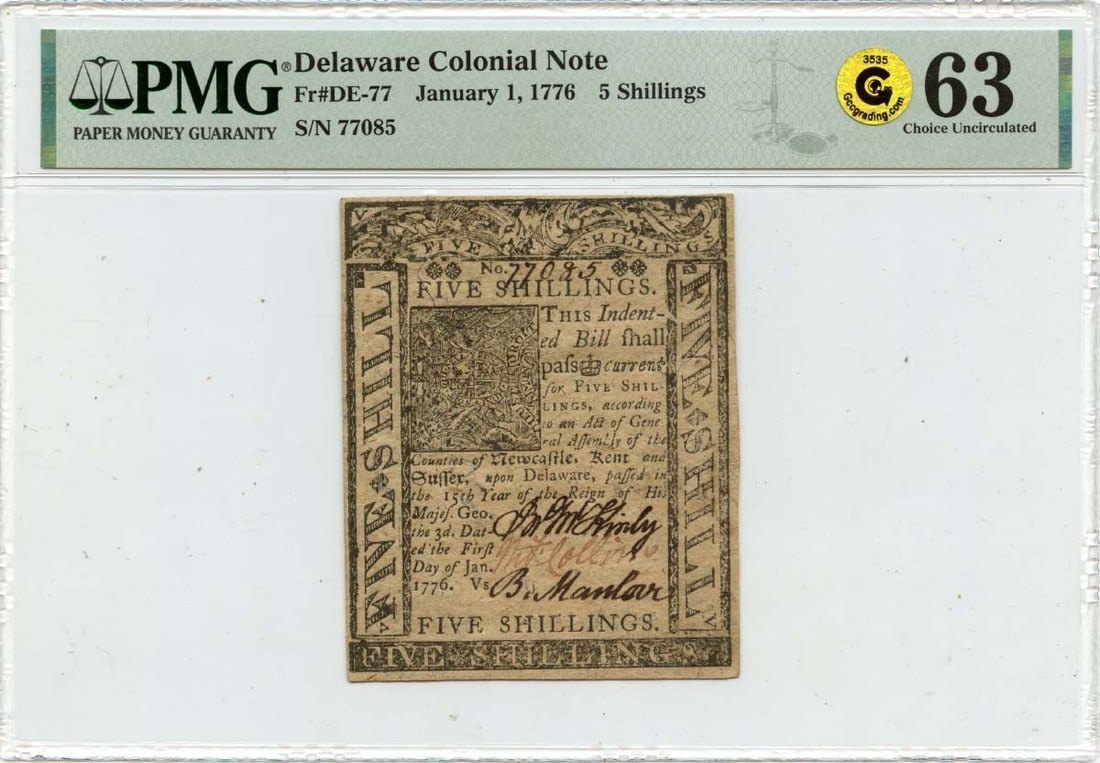 PMG®
PAPER MONEY GUARANTY
Delaware Colonial Note
Fr#DE-77 January 1, 1776 5 Shillings
S/N 77085
3535
G
Gccgrading.com
63
Choice Uncirculated
V
FIVE SHILLINGS
No. 77085
FIVE SHILLINGS.
THIS Indent-
ed Bill ſhall
paſs current
for FIVE SHIL-
LINGS, according
to an Act of Gene
ral Aſſembly of the
Counties of Newcaſtle, Kent and
Suſſex, upon Delaware, paſſed in
the 15th Year of the Reign of His
Majeſ. Geo.
the 3d. Dat-
ed the Firſt
Day of Jan.
1776. Vs
Jn McKinly
Collins
B. Manlove
FIVE SHILLINGS.
FIVE SHILLINGS.
FIVE SHILL
FIVE SHILL